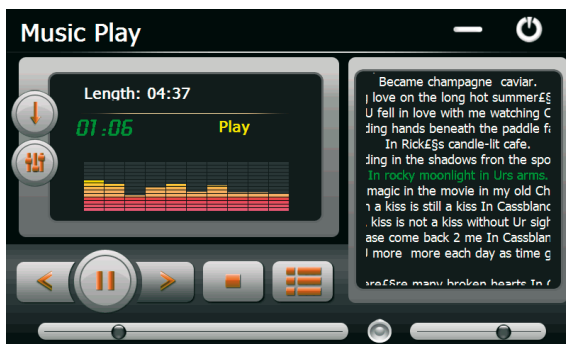 Music Play
Length: 04:37
01:06
Play
Became champagne caviar.
love on the long hot summer£§
U fell in love with me watching C
ding hands beneath the paddle fa
In Rick£§s candle-lit cafe.
ding in the shadows fron the spo
In rocky moonlight in Urs arms.
magic in the movie in my old Ch
a kiss is still a kiss In Cassblanc
kiss is not a kiss without Ur sigh
ase come back 2 me In Cassblan
more more each day as time g
many broken hearts In